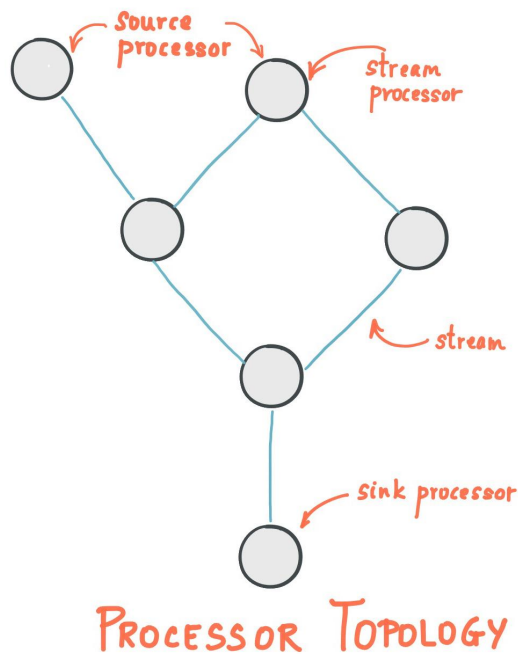 Source
processor
stream
processor
stream
sink processor
PROCESSOR TOPOLOGY